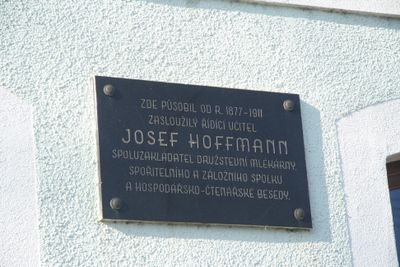 ZDE PŮSOBIL OD R. 1877-1911
ZASLOUŽILÝ ŘÍDÍCÍ UČITEL
JOSEF HOFFMANN
SPOLUZAKLADATEL DRUŽSTEVNÍ MLÉKÁRNY,
SPOŘITELNÍHO A ZÁLOŽNÍHO SPOLKU
A HOSPODÁŘSKO-ČTENÁŘSKÉ BESEDY.